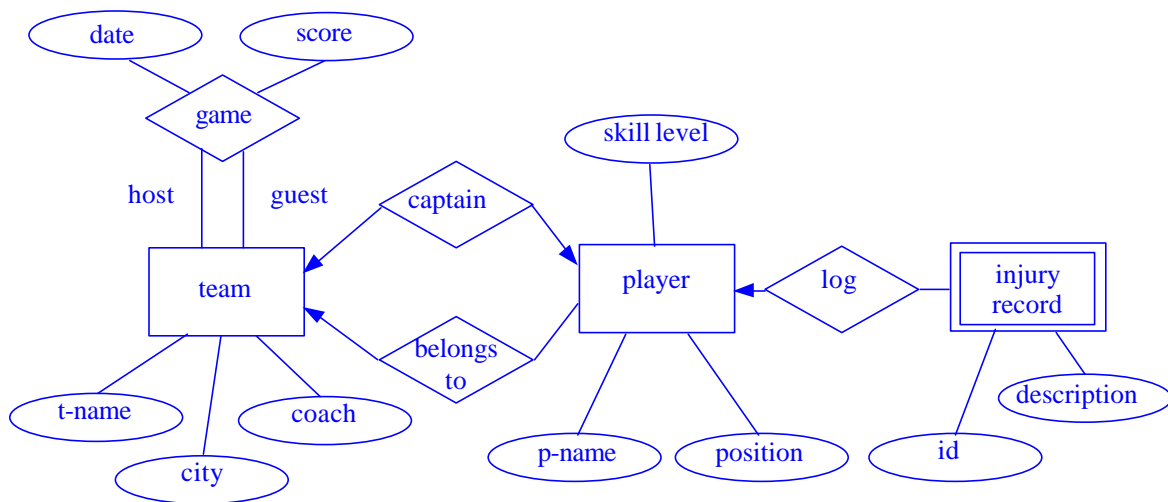 date
score
game
skill level
host
guest
captain
team
player
log
injury
record
belongs
to
t-name
coach
description
city
p-name
position
id